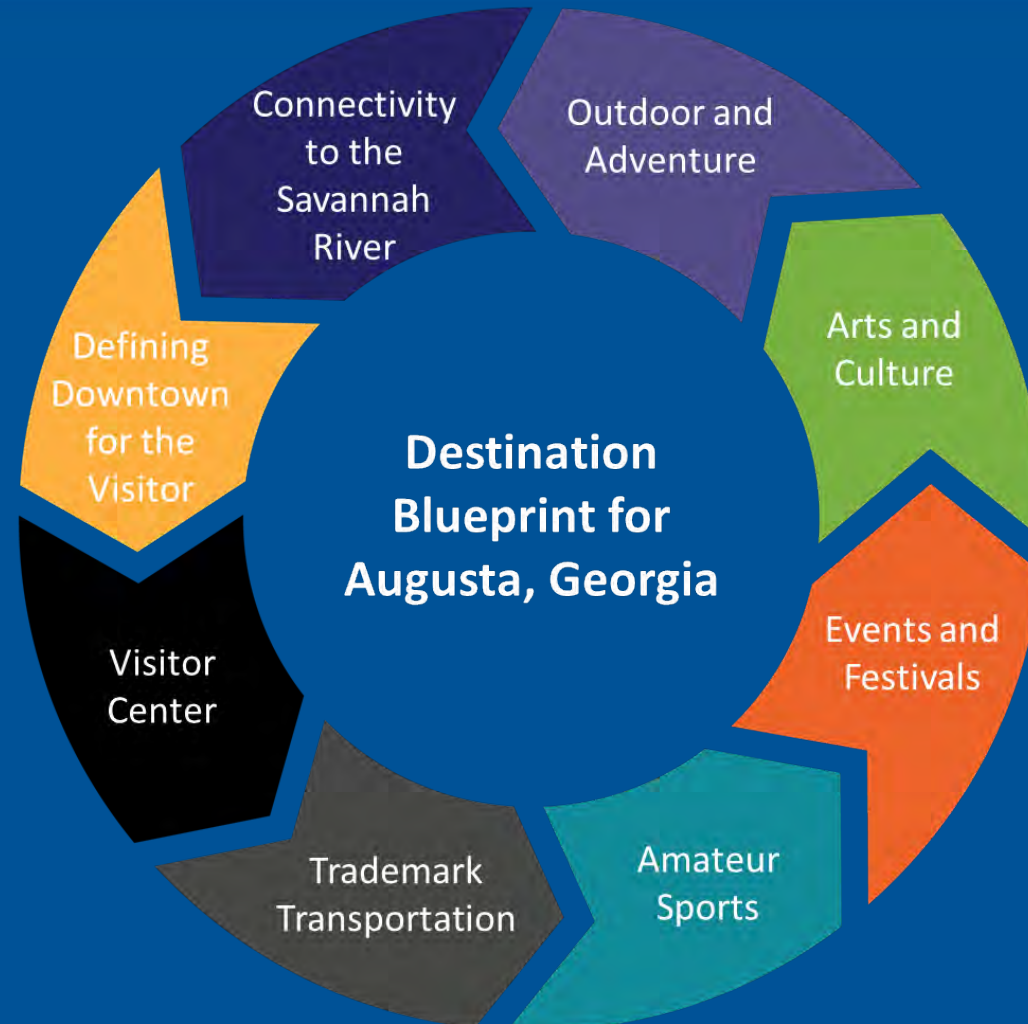 Connectivity
to the
Savannah
River
Outdoor and
Adventure
Arts and
Culture
Events and
Festivals
Amateur
Sports
Trademark
Transportation
Visitor
Center
Defining
Downtown
for the
Visitor
Destination
Blueprint for
Augusta, Georgia